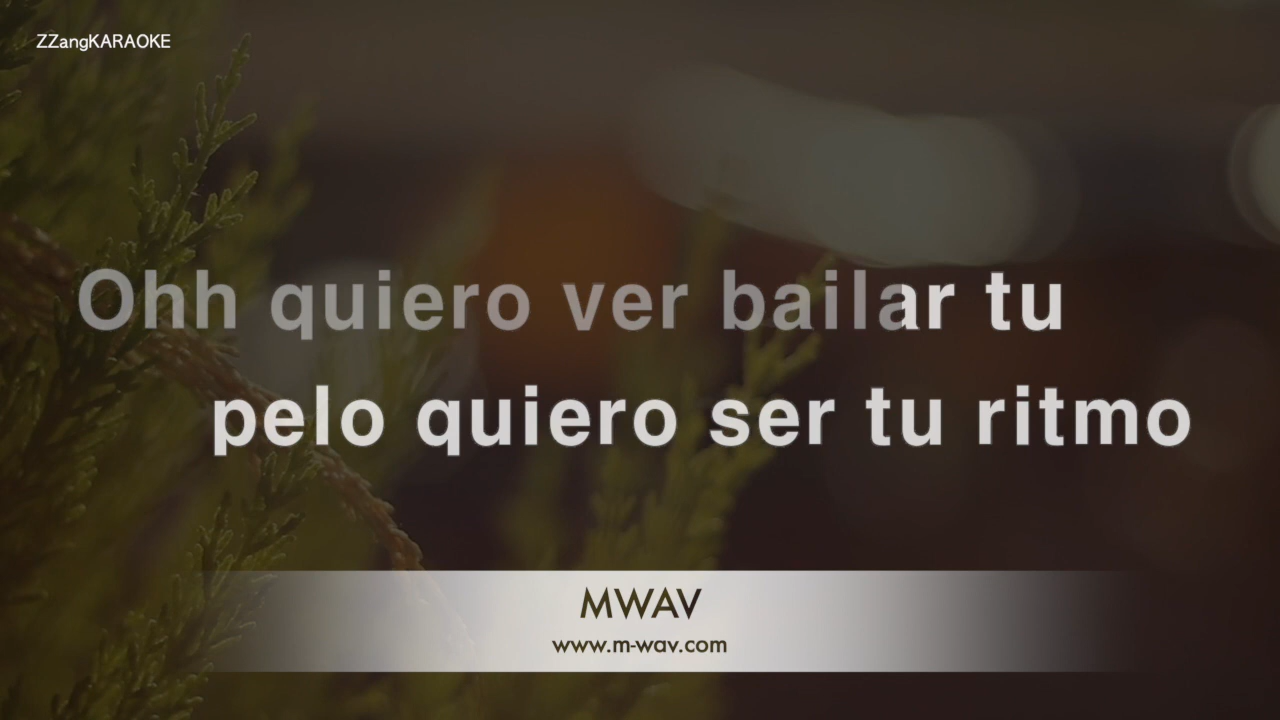 ZZangKARAOKE
Ohh quiero ver bailar tu
pelo quiero ser tu ritmo
MWAV
www.m-wav.com